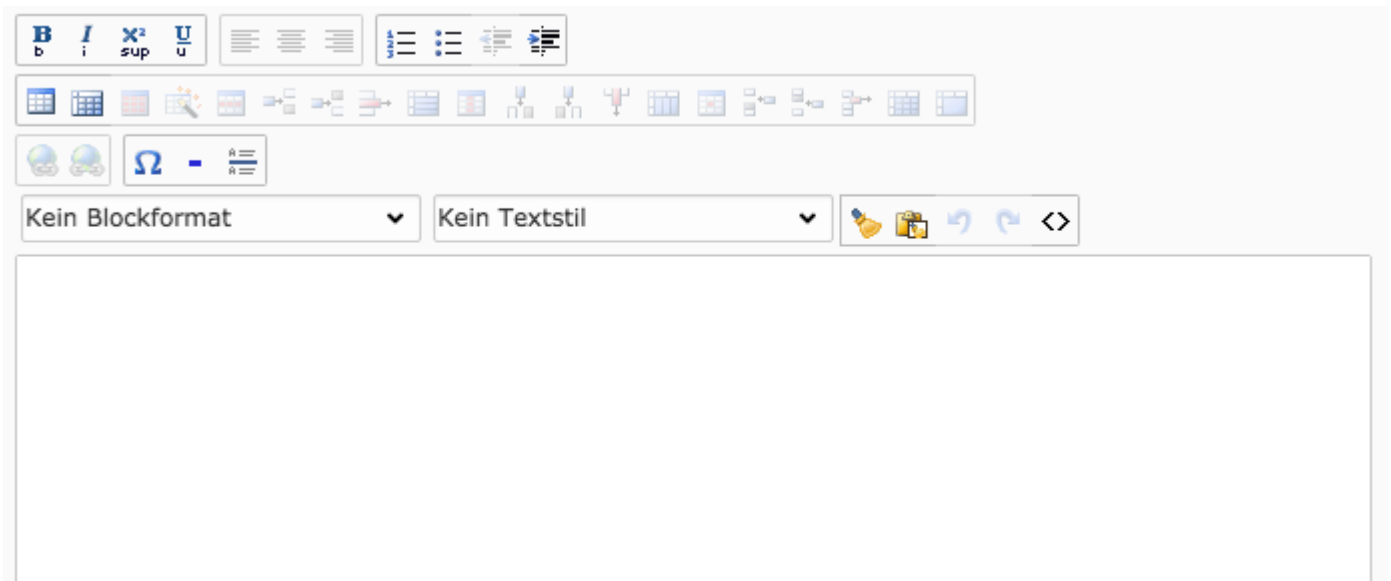 B I X² U
b i sup u
Ω -
Kein Blockformat Kein Textstil <>